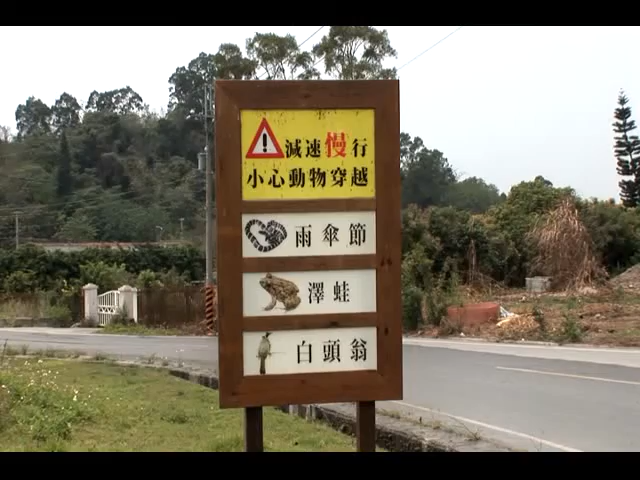 減速慢行
小心動物穿越
雨傘節
澤蛙
白頭翁